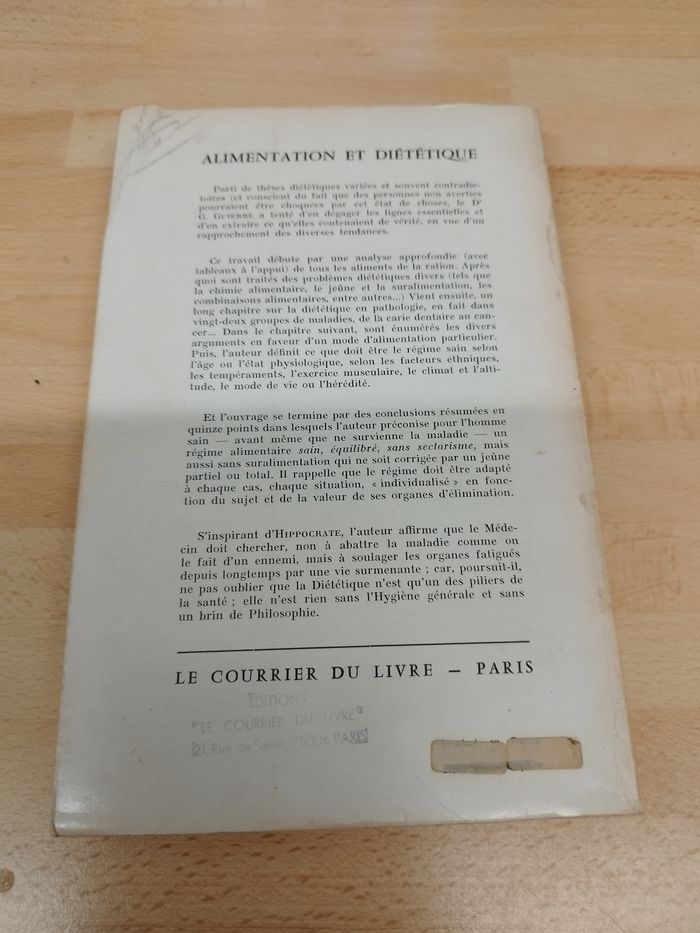 352
ALIMENTATION ET DIÉTÉTIQUE
Parti de thèses diététiques variées et souvent contradic-
toires (et conscient du fait que des personnes non averties
pourraient être choquées par cet état de choses, le Dr
G. GUIERRE a tenté d'en dégager les lignes essentielles et
d'en extraire ce qu'elles contenaient de vérité, en vue d'un
rapprochement des diverses tendances.
Ce travail débute par une analyse approfondie (avec
tableaux à l'appui) de tous les aliments de la ration. Après
quoi sont traités des problèmes diététiques divers (tels que
la chimie alimentaire, le jeûne et la suralimentation, les
combinaisons alimentaires, entre autres...) Vient ensuite, un
long chapitre sur la diététique en pathologie, en fait dans
vingt-deux groupes de maladies, de la carie dentaire au can-
cer... Dans le chapitre suivant, sont énumérés les divers
arguments en faveur d'un mode d'alimentation particulier.
Puis, l'auteur définit ce que doit être le régime sain selon
l'âge ou l'état physiologique, selon les facteurs ethniques,
les tempéraments, l'exercice musculaire, le climat et l'alti-
tude, le mode de vie ou l'hérédité.
Et l'ouvrage se termine par des conclusions résumées en
quinze points dans lesquels l'auteur préconise pour l'homme
sain — avant même que ne survienne la maladie — un
régime alimentaire sain, équilibré, sans sectarisme, mais
aussi sans suralimentation qui ne soit corrigée par un jeûne
partiel ou total. Il rappelle que le régime doit être adapté
à chaque cas, chaque situation, « individualisé » en fonc-
tion du sujet et de la valeur de ses organes d'élimination.
S'inspirant d'HIPPOCRATE, l'auteur affirme que le Méde-
cin doit chercher, non à abattre la maladie comme on
le fait d'un ennemi, mais à soulager les organes fatigués
depuis longtemps par une vie surmenante ; car, poursuit-il,
ne pas oublier que la Diététique n'est qu'un des piliers de
la santé ; elle n'est rien sans l'Hygiène générale et sans
un brin de Philosophie.
LE COURRIER DU LIVRE — PARIS
EDITIONS
"LE COURRIER DU LIVRE"
21, Rue de Seine, 75006 PARIS